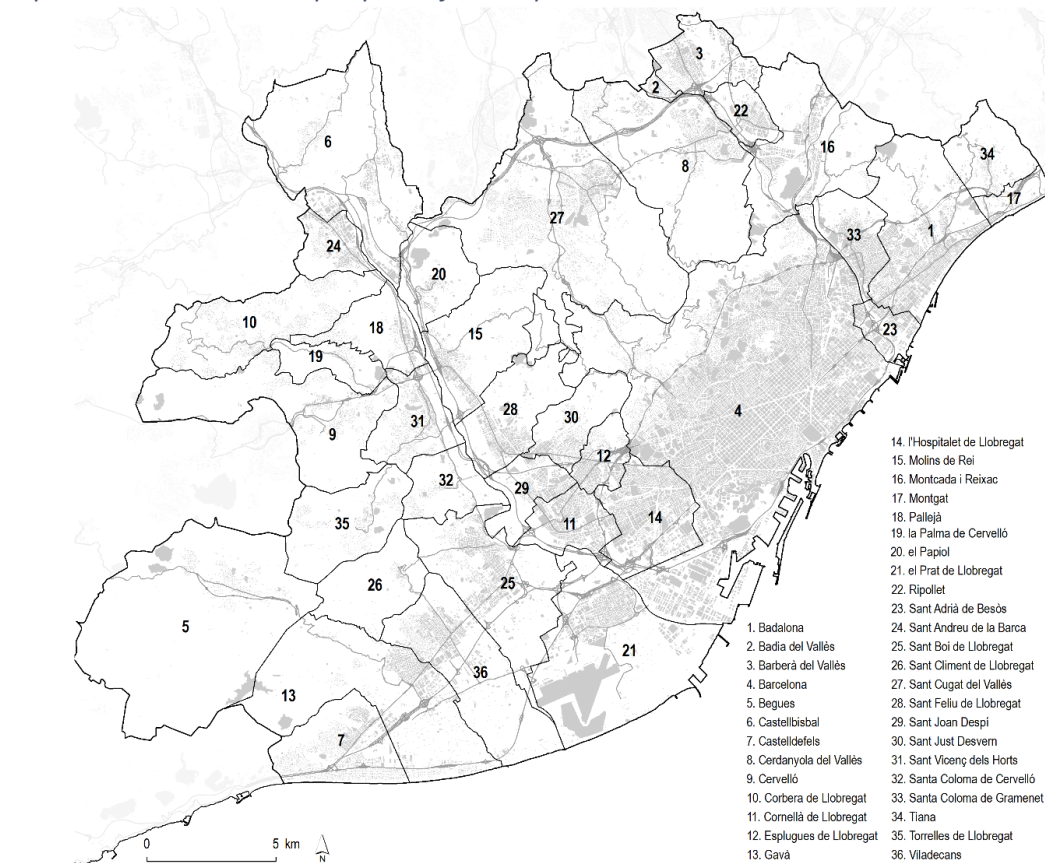 3
2
22
6
16
8
34
17
27
1
33
24
20
10
18
15
23
19
4
28
30
31
9
12
32
29
14
11
35
25
26
5
21
36
13
7
14. l'Hospitalet de Llobregat
15. Molins de Rei
16. Montcada i Reixac
17. Montgat
18. Pallejà
19. la Palma de Cervelló
20. el Papiol
21. el Prat de Llobregat
22. Ripollet
23. Sant Adrià de Besòs
1. Badalona
24. Sant Andreu de la Barca
2. Badia del Vallès
25. Sant Boi de Llobregat
3. Barberà del Vallès
26. Sant Climent de Llobregat
4. Barcelona
27. Sant Cugat del Vallès
5. Begues
28. Sant Feliu de Llobregat
6. Castellbisbal
29. Sant Joan Despí
7. Castelldefels
30. Sant Just Desvern
8. Cerdanyola del Vallès
31. Sant Vicenç dels Horts
9. Cervelló
32. Santa Coloma de Cervelló
10. Corbera de Llobregat
33. Santa Coloma de Gramenet
11. Cornellà de Llobregat
34. Tiana
12. Esplugues de Llobregat
35. Torrelles de Llobregat
13. Gavà
36. Viladecans
0 5 km
N